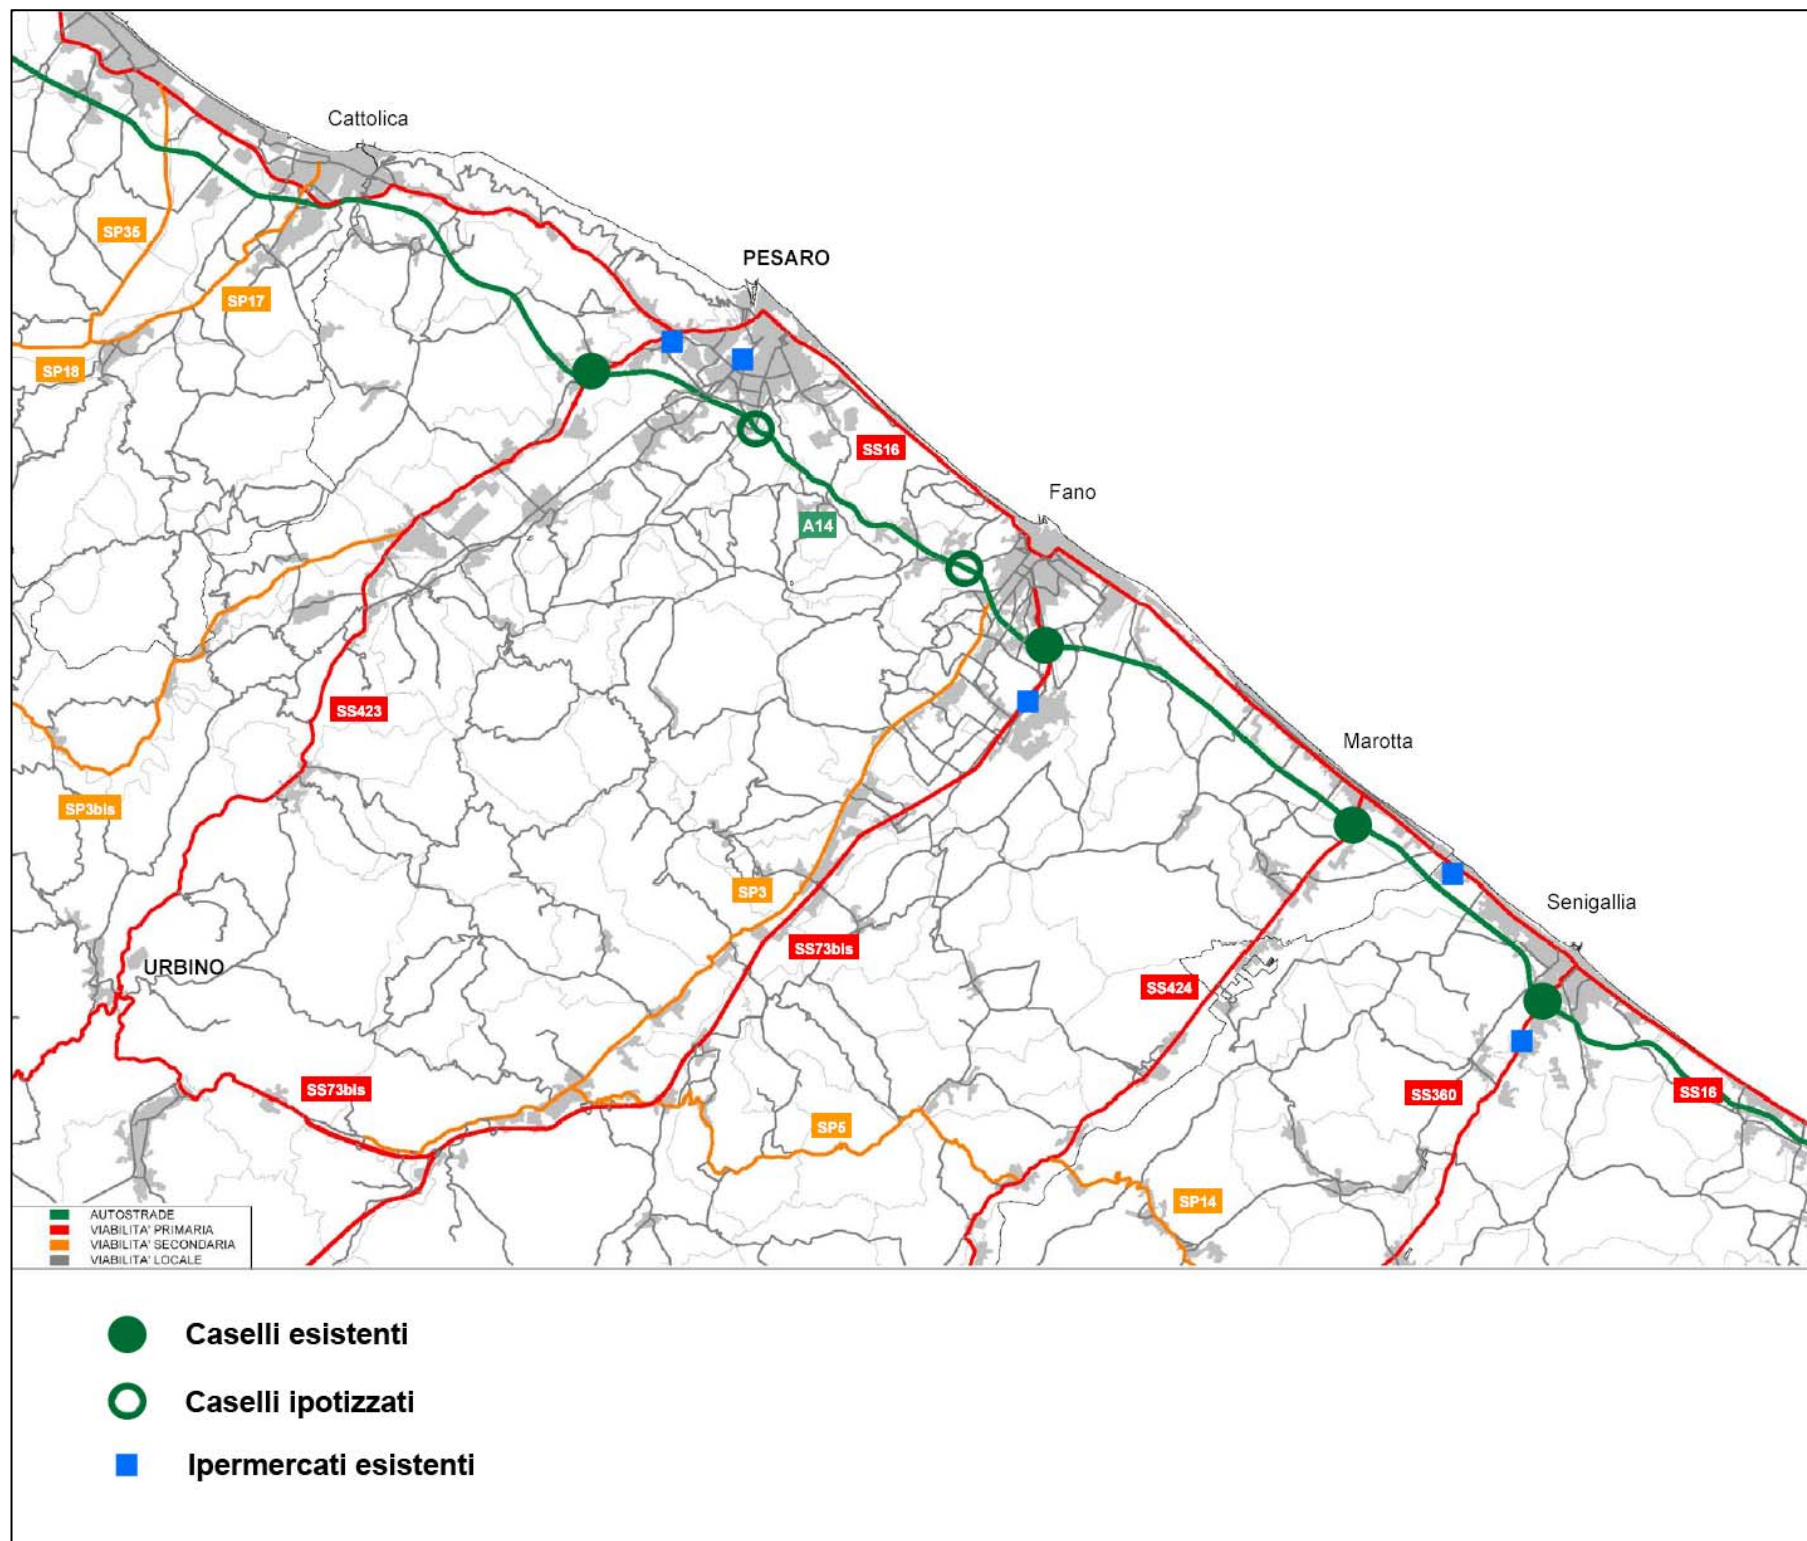 Cattolica
SP35
PESARO
SP17
SP18
SS16
Fano
A14
SS423
Marotta
SP3bis
SP3
Senigallia
SS73bis
URBINO
SS424
SS73bis
SS360
SS16
SP5
SP14
AUTOSTRADE
VIABILITA' PRIMARIA
VIABILITA' SECONDARIA
VIABILITA' LOCALE
Caselli esistenti
Caselli ipotizzati
Ipermercati esistenti